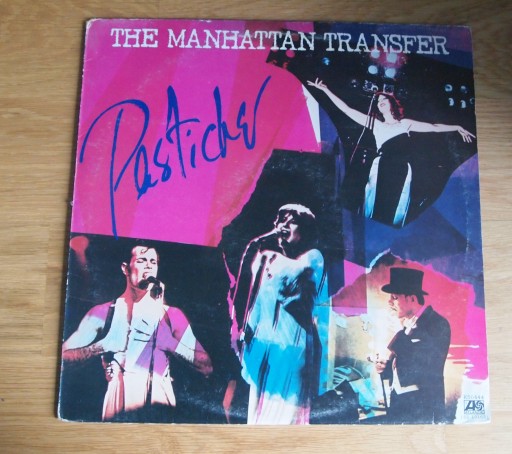 THE MANHATTAN TRANSFER
Pastiche